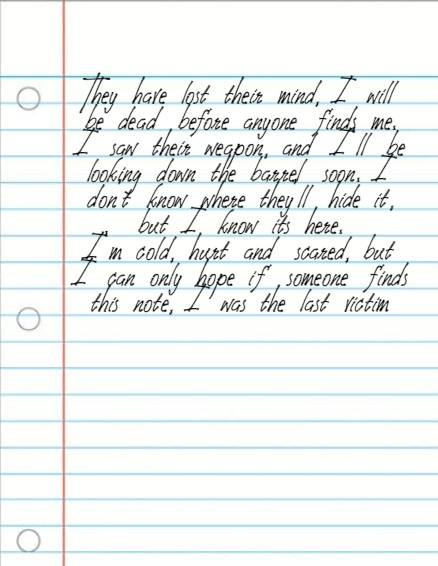 They have lost their mind, I will
be dead before anyone finds me.
I saw their weapon, and I ll be
looking down the barrel soon. I
don't know where they ll hide it,
but I know its here.
I m cold, hurt and scared, but
I can only hope if someone finds
this note, I was the last victim